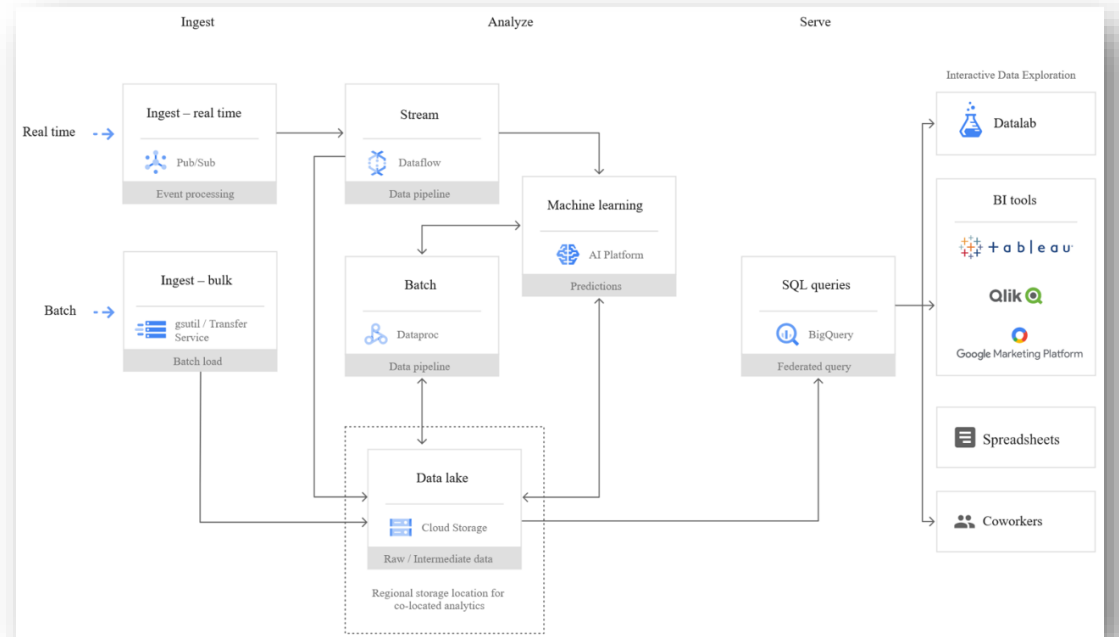 Ingest
Analyze
Serve
Interactive Data Exploration
Real time
Ingest – real time
Pub/Sub
Event processing
Stream
Dataflow
Data pipeline
Machine learning
AI Platform
Predictions
Batch
Ingest – bulk
gsutil / Transfer
Service
Batch load
Batch
Dataproc
Data pipeline
Data lake
Cloud Storage
Raw / Intermediate data
Regional storage location for
co-located analytics
SQL queries
BigQuery
Federated query
Datalab
BI tools
+ a b l e a u
Qlik
Google Marketing Platform
Spreadsheets
Coworkers